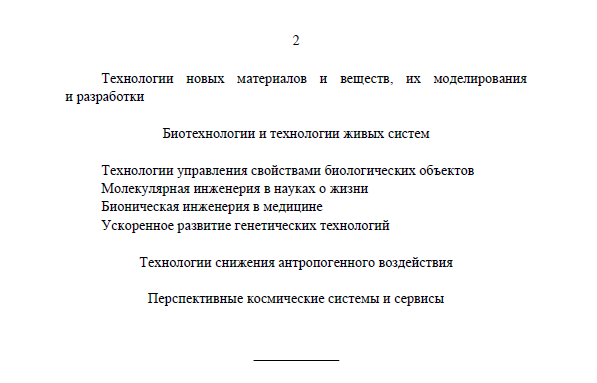 2
Технологии новых материалов и веществ, их моделирования
и разработки
Биотехнологии и технологии живых систем
Технологии управления свойствами биологических объектов
Молекулярная инженерия в науках о жизни
Бионическая инженерия в медицине
Ускоренное развитие генетических технологий
Технологии снижения антропогенного воздействия
Перспективные космические системы и сервисы